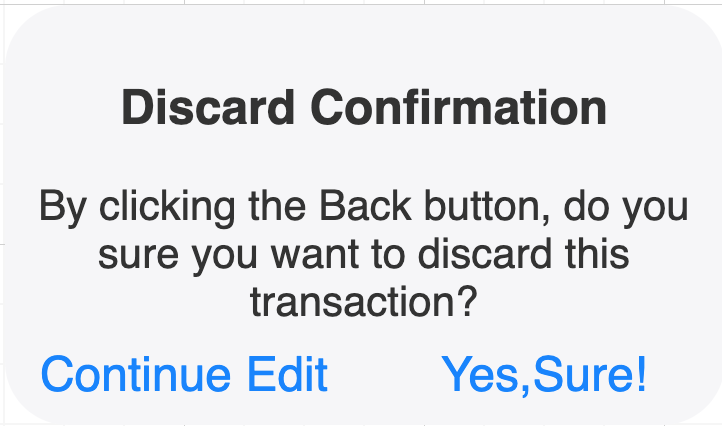 Discard Confirmation
By clicking the Back button, do you
sure you want to discard this
transaction?
Continue Edit
Yes,Sure!